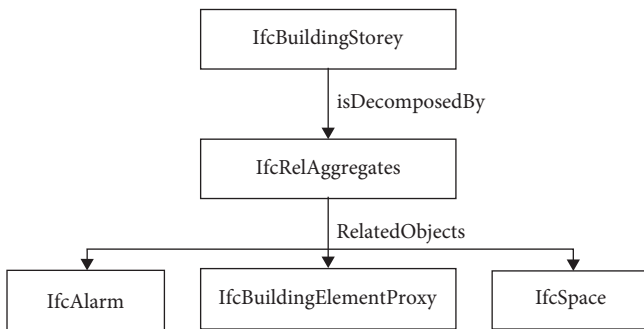 IfcBuildingStorey
isDecomposedBy
IfcRelAggregates
RelatedObjects
IfcAlarm
IfcBuildingElementProxy
IfcSpace